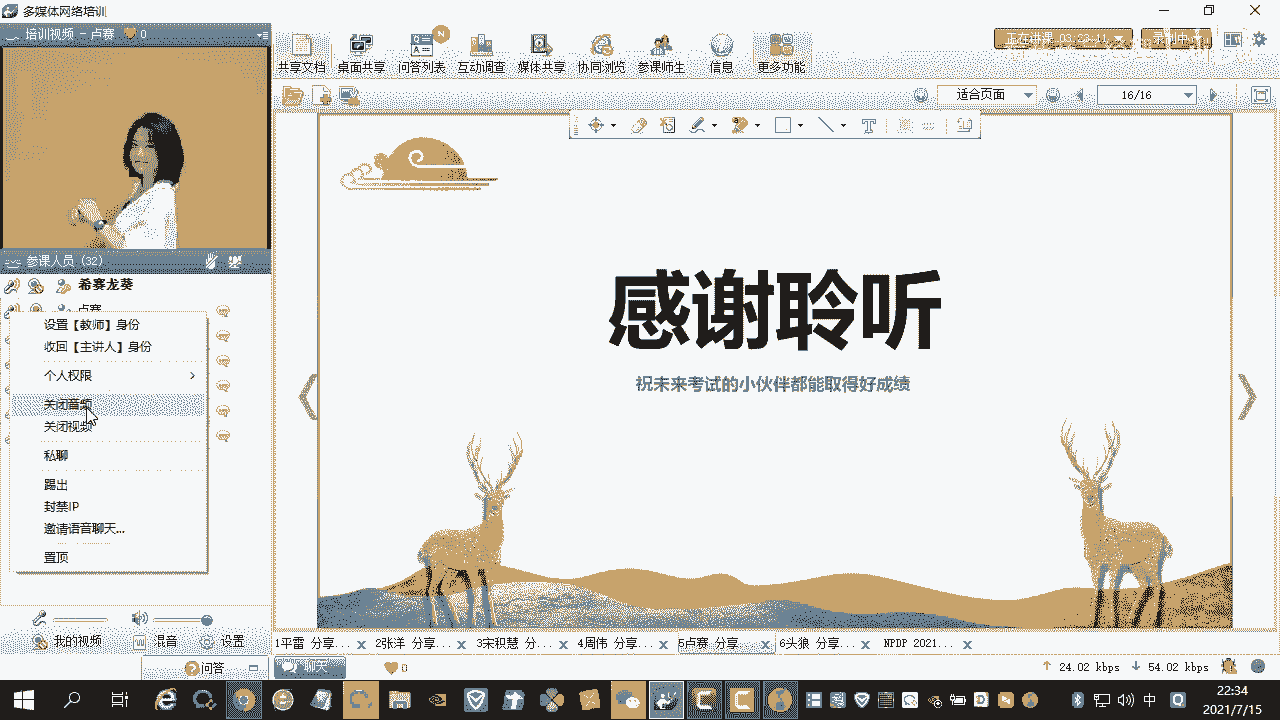 多媒体网络培训
培训视频 - 卢赛 0
共享文档 桌面共享 问答列表 互动调查 媒体共享 协同浏览 参课师生 信息 更多功能
N
正在讲课 03:23:11 录制中
适合页面 16/16
参课人员 (32)
希赛龙葵
卢赛
设置【教师】身份
收回【主讲人】身份
个人权限
关闭音频
关闭视频
私聊
踢出
封禁IP
邀请语音聊天...
置顶
感谢聆听
祝未来考试的小伙伴都能取得好成绩
我的视频 混音 设置
1平雷 分享... 2张洋 分享... 3宋积慧 分... 4周伟 分享... 5卢赛 分享... 6头狼 分享... NPDP 2021...
问答 聊天 0 24.02 kbps 54.02 kbps
中 22:34
2021/7/15